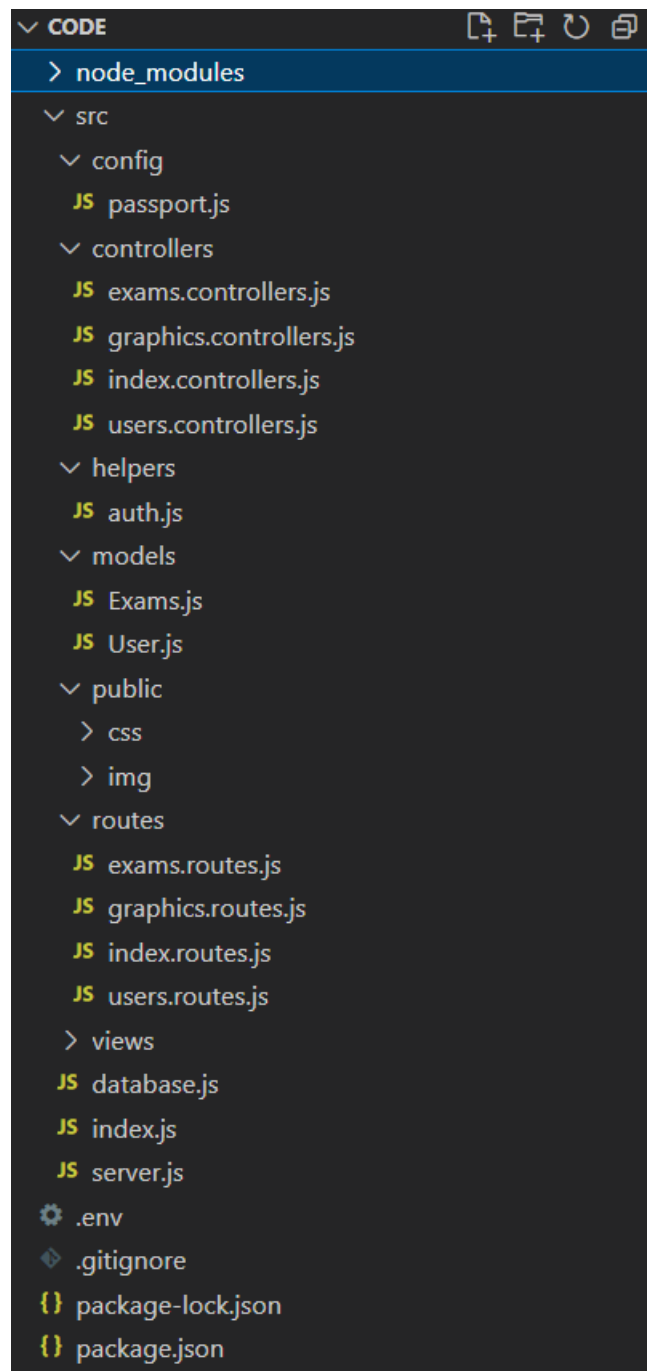 CODE
node_modules
src
config
JS passport.js
controllers
JS exams.controllers.js
JS graphics.controllers.js
JS index.controllers.js
JS users.controllers.js
helpers
JS auth.js
models
JS Exams.js
JS User.js
public
css
img
routes
JS exams.routes.js
JS graphics.routes.js
JS index.routes.js
JS users.routes.js
views
JS database.js
JS index.js
JS server.js
.env
.gitignore
{} package-lock.json
{} package.json